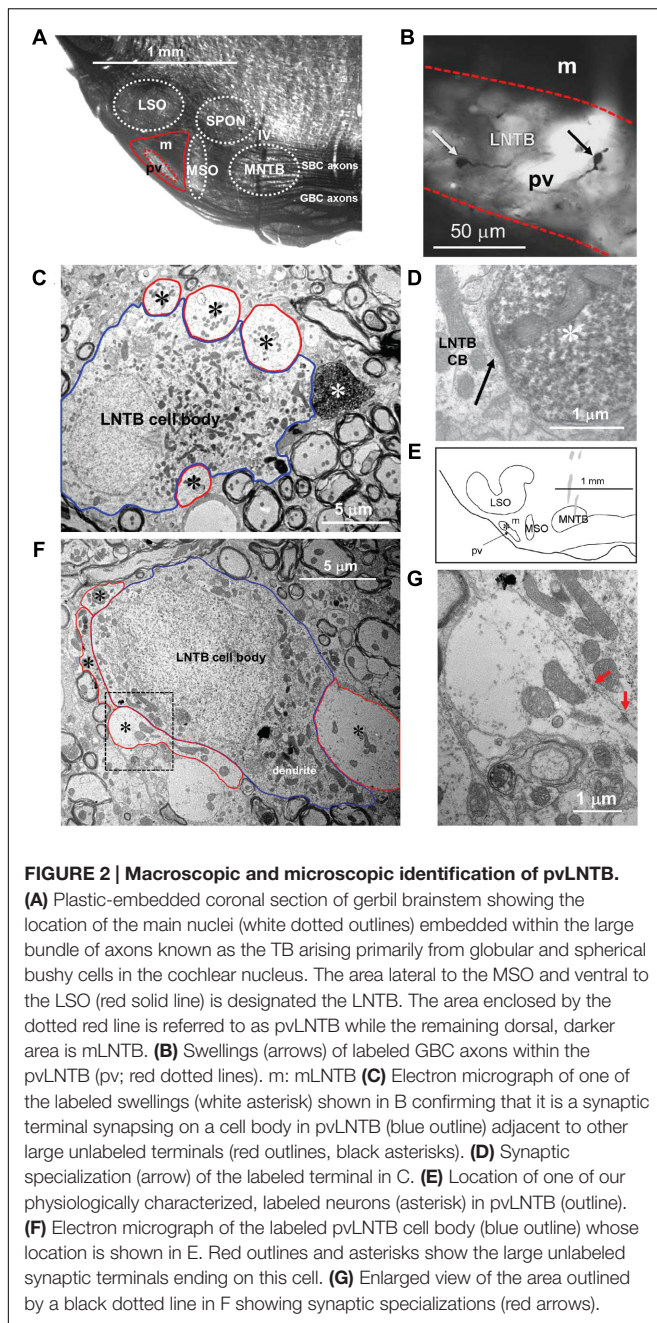 A
1 mm
LSO
SPON
IV
m
pv
MSO
MNTB
SBC axons
GBC axons
B
m
LNTB
pv
50 μm
C
*
*
*
*
LNTB cell body
*
5 μm
D
LNTB
CB
*
1 μm
E
LSO
1 mm
m
MSO
MNTB
pv
F
5 μm
*
LNTB cell body
*
*
*
dendrite
G
1 μm
FIGURE 2 | Macroscopic and microscopic identification of pvLNTB.
(A) Plastic-embedded coronal section of gerbil brainstem showing the
location of the main nuclei (white dotted outlines) embedded within the large
bundle of axons known as the TB arising primarily from globular and spherical
bushy cells in the cochlear nucleus. The area lateral to the MSO and ventral to
the LSO (red solid line) is designated the LNTB. The area enclosed by the
dotted red line is referred to as pvLNTB while the remaining dorsal, darker
area is mLNTB. (B) Swellings (arrows) of labeled GBC axons within the
pvLNTB (pv; red dotted lines). m: mLNTB (C) Electron micrograph of one of
the labeled swellings (white asterisk) shown in B confirming that it is a synaptic
terminal synapsing on a cell body in pvLNTB (blue outline) adjacent to other
large unlabeled terminals (red outlines, black asterisks). (D) Synaptic
specialization (arrow) of the labeled terminal in C. (E) Location of one of our
physiologically characterized, labeled neurons (asterisk) in pvLNTB (outline).
(F) Electron micrograph of the labeled pvLNTB cell body (blue outline) whose
location is shown in E. Red outlines and asterisks show the large unlabeled
synaptic terminals ending on this cell. (G) Enlarged view of the area outlined
by a black dotted line in F showing synaptic specializations (red arrows).